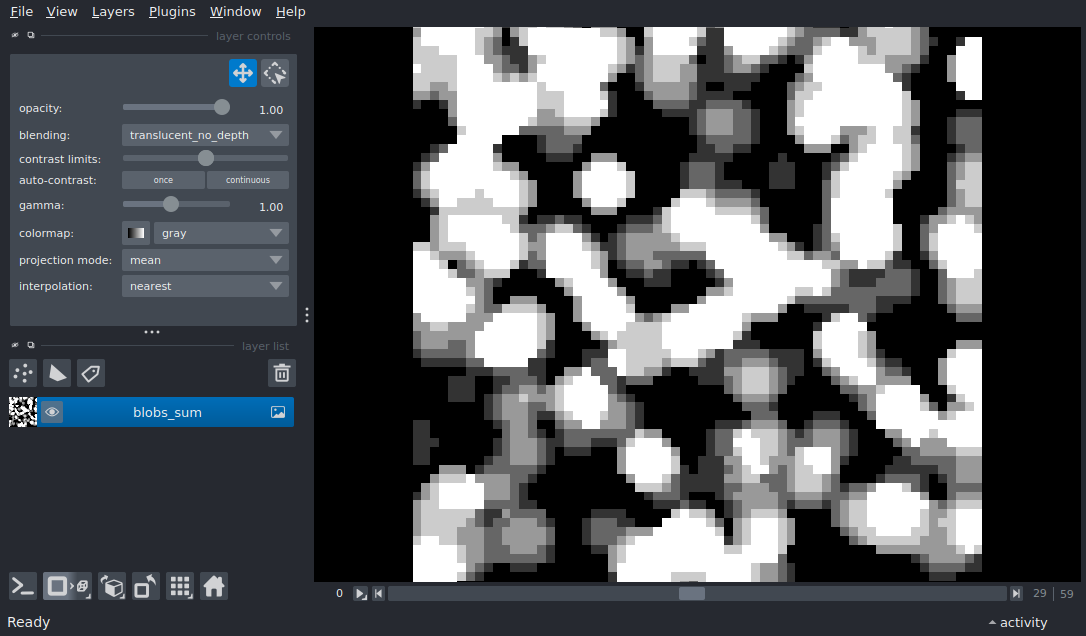 File View Layers Plugins Window Help
layer controls
opacity: 1.00
blending: translucent_no_depth
contrast limits:
auto-contrast: once continuous
gamma: 1.00
colormap: gray
projection mode: mean
interpolation: nearest
layer list
blobs_sum
0 29 59
Ready activity